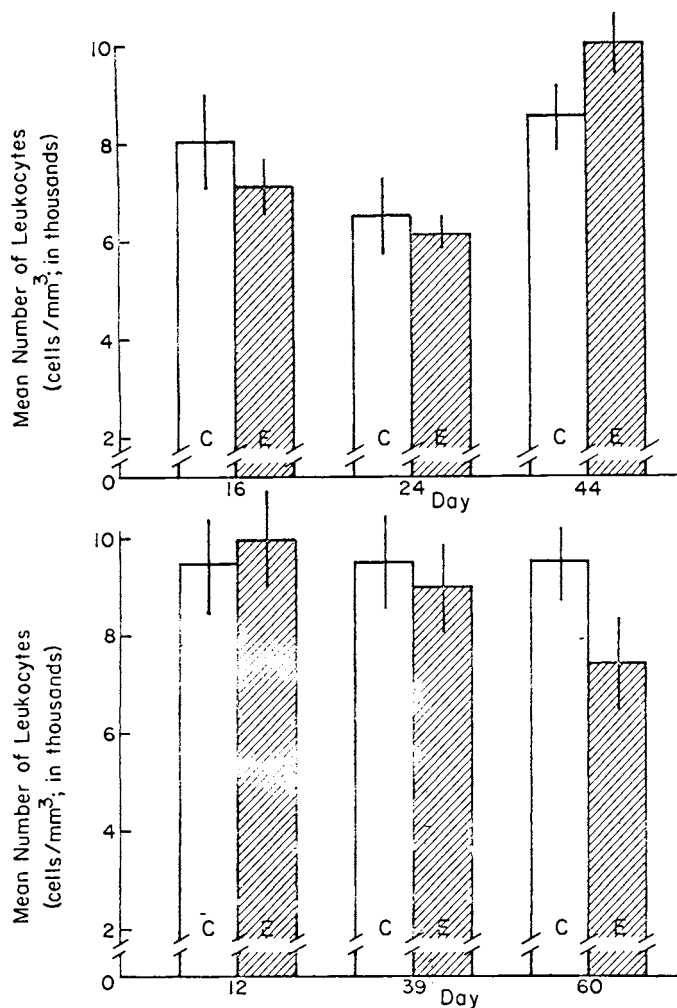 Mean Number of Leukocytes
(cells/mm³; in thousands)
10
8
6
4
2
0
C E C E C E
16 24 44
Day
Mean Number of Leukocytes
(cells/mm³; in thousands)
10
8
6
4
2
0
C E C E C E
12 39 60
Day